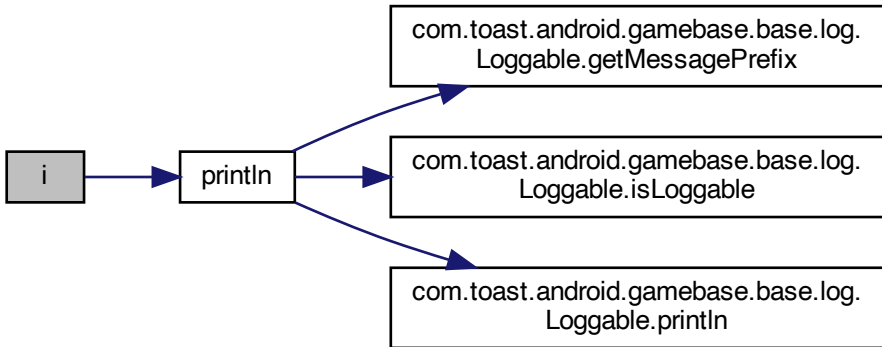 i
println
com.toast.android.gamebase.base.log.
Loggable.getMessagePrefix
com.toast.android.gamebase.base.log.
Loggable.isLoggable
com.toast.android.gamebase.base.log.
Loggable.println